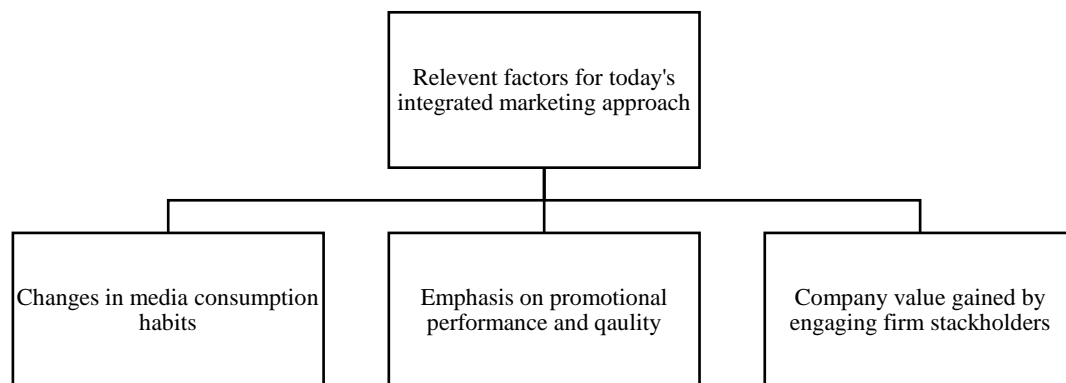 Relevent factors for today's
integrated marketing approach
Changes in media consumption
habits
Emphasis on promotional
performance and qaulity
Company value gained by
engaging firm stackholders